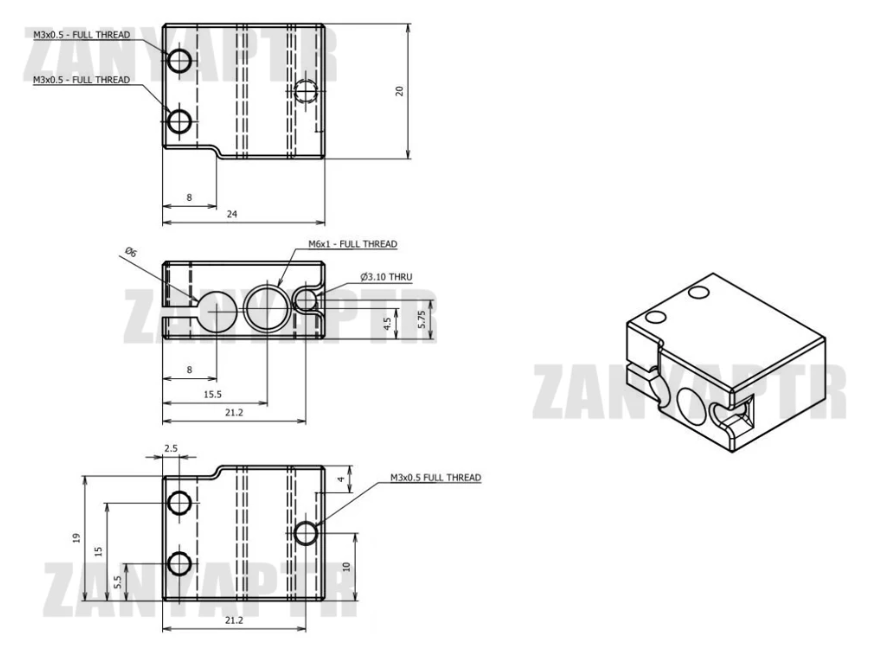 ZANYAPTR
M3x0.5 - FULL THREAD
M3x0.5 - FULL THREAD
20
8
24
M6x1 - FULL THREAD
Ø6
Ø3.10 THRU
ZANYAPTR
4.5
5.75
8
15.5
21.2
ZANYAPTR
2.5
4
M3x0.5 FULL THREAD
19
15
5.5
10
ZANYAPTR
21.2